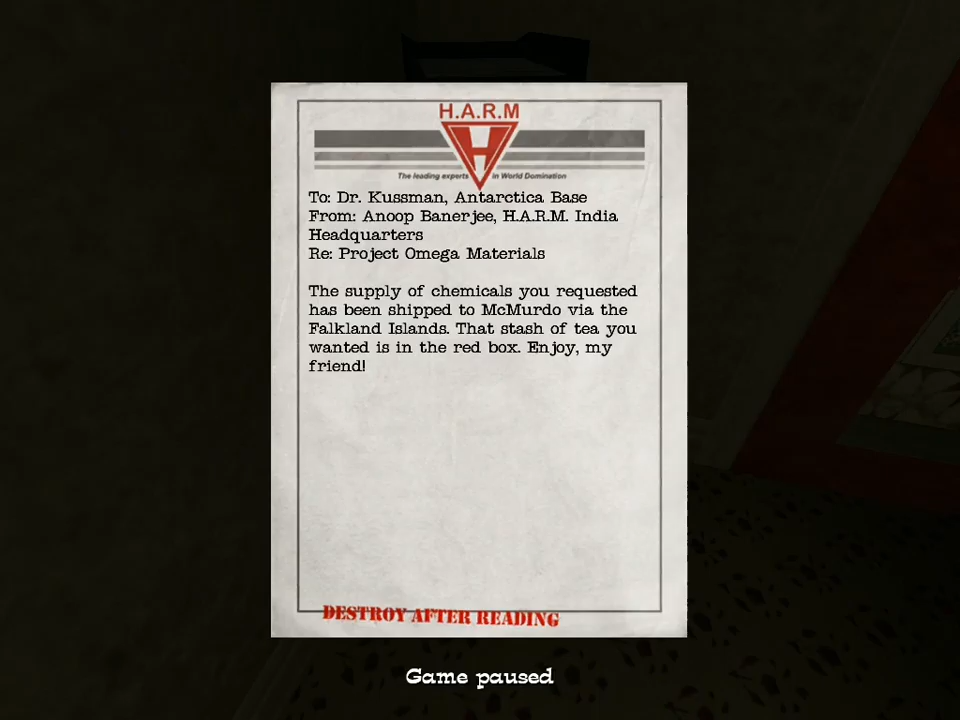 H.A.R.M
H
The leading experts in World Domination
To: Dr. Kussman, Antarctica Base
From: Anoop Banerjee, H.A.R.M. India
Headquarters
Re: Project Omega Materials
The supply of chemicals you requested
has been shipped to McMurdo via the
Falkland Islands. That stash of tea you
wanted is in the red box. Enjoy, my
friend!
DESTROY AFTER READING
Game paused